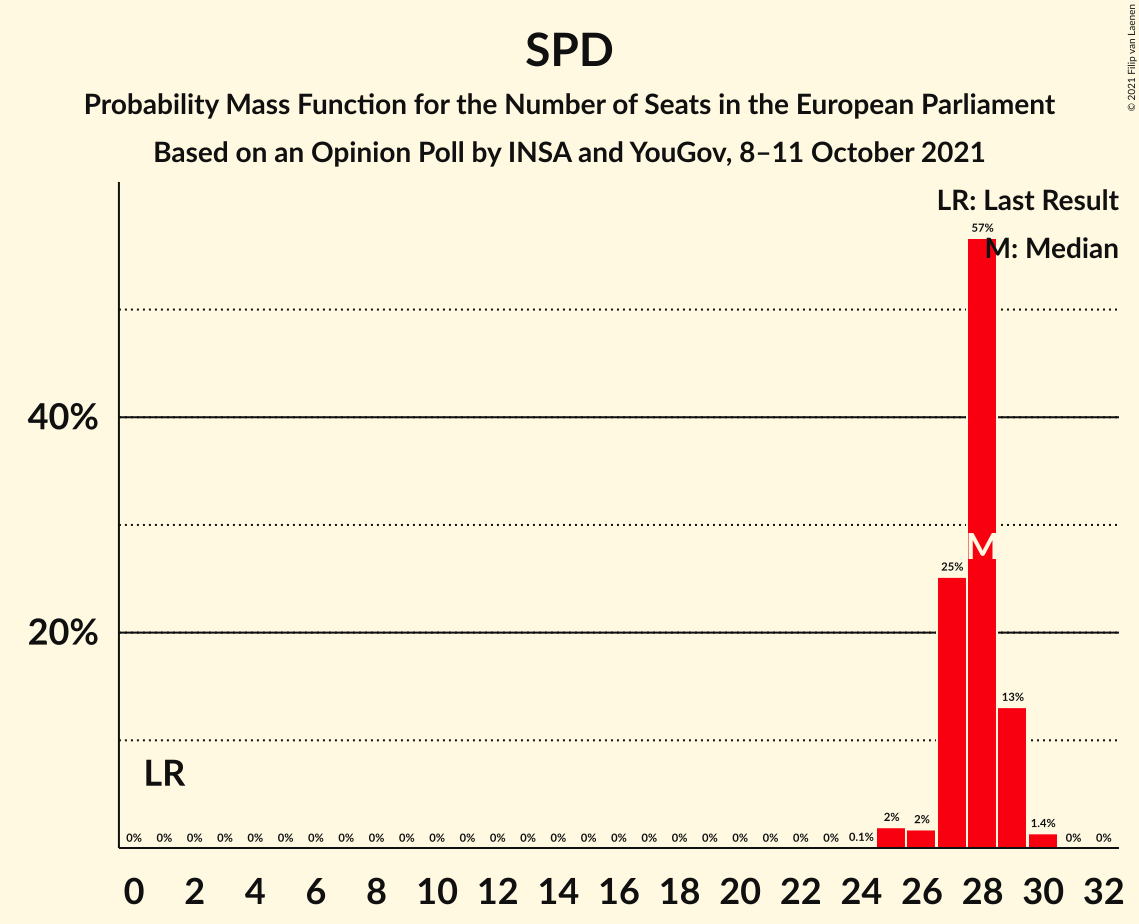 SPD
Probability Mass Function for the Number of Seats in the European Parliament
Based on an Opinion Poll by INSA and YouGov, 8–11 October 2021
© 2021 Filip van Laenen
LR: Last Result
57%
M: Median
40%
M
25%
20%
13%
LR
0% 0% 0% 0% 0% 0% 0% 0% 0% 0% 0% 0% 0% 0% 0% 0% 0% 0% 0% 0% 0% 0% 0% 0% 0.1% 2% 2% 1.4% 0% 0%
0 2 4 6 8 10 12 14 16 18 20 22 24 26 28 30 32